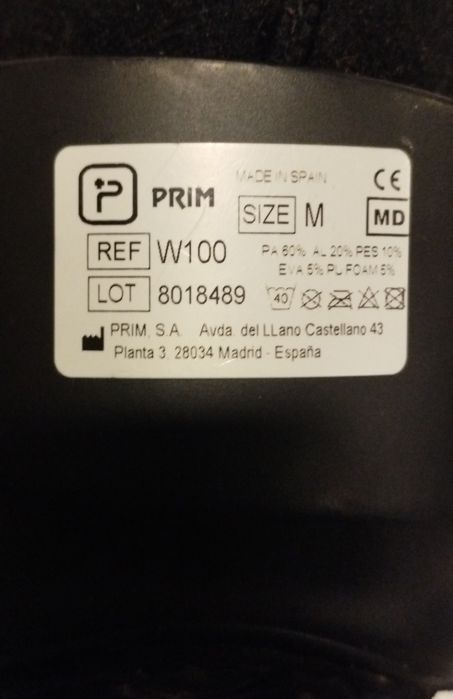 MADE IN SPAIN
CE
PRIM
SIZE M
MD
REF W100
PA 60% AL 20% PES 10%
EVA 5% PU FOAM 5%
LOT 8018489
40
PRIM, S.A. Avda. del LLano Castellano 43
Planta 3. 28034 Madrid - España